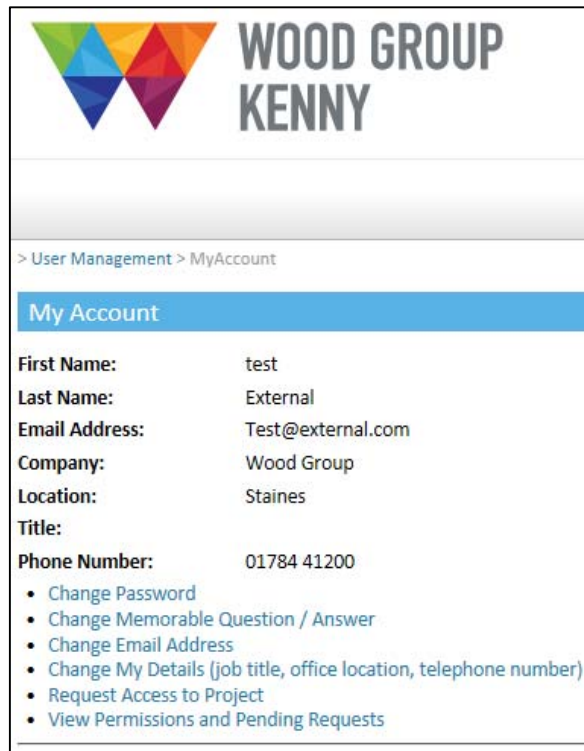 WOOD GROUP
KENNY
> User Management > MyAccount
My Account
First Name: test
Last Name: External
Email Address: Test@external.com
Company: Wood Group
Location: Staines
Title:
Phone Number: 01784 41200
• Change Password
• Change Memorable Question / Answer
• Change Email Address
• Change My Details (job title, office location, telephone number)
• Request Access to Project
• View Permissions and Pending Requests